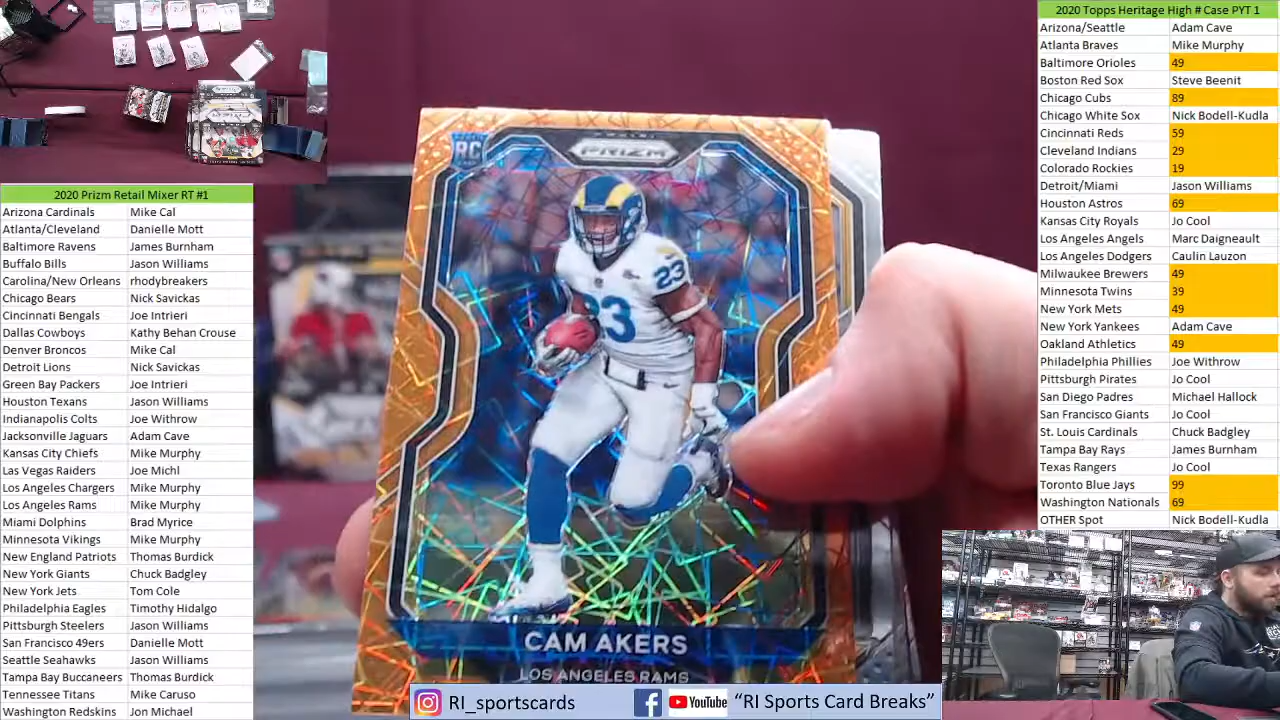 2020 Prizm Retail Mixer RT #1
Arizona Cardinals Mike Cal
Atlanta/Cleveland Danielle Mott
Baltimore Ravens James Burnham
Buffalo Bills Jason Williams
Carolina/New Orleans rhodybreakers
Chicago Bears Nick Savickas
Cincinnati Bengals Joe Intrieri
Dallas Cowboys Kathy Behan Crouse
Denver Broncos Mike Cal
Detroit Lions Nick Savickas
Green Bay Packers Joe Intrieri
Houston Texans Jason Williams
Indianapolis Colts Joe Withrow
Jacksonville Jaguars Adam Cave
Kansas City Chiefs Mike Murphy
Las Vegas Raiders Joe Michl
Los Angeles Chargers Mike Murphy
Los Angeles Rams Mike Murphy
Miami Dolphins Brad Myrice
Minnesota Vikings Mike Murphy
New England Patriots Thomas Burdick
New York Giants Chuck Badgley
New York Jets Tom Cole
Philadelphia Eagles Timothy Hidalgo
Pittsburgh Steelers Jason Williams
San Francisco 49ers Danielle Mott
Seattle Seahawks Jason Williams
Tampa Bay Buccaneers Thomas Burdick
Tennessee Titans Mike Caruso
Washington Redskins Jon Michael
RC
PANINI
PRIZM
23
23
CAM AKERS
LOS ANGELES RAMS
RI_sportscards
YouTube
“RI Sports Card Breaks”
2020 Topps Heritage High # Case PYT 1
Arizona/Seattle Adam Cave
Atlanta Braves Mike Murphy
Baltimore Orioles 49
Boston Red Sox Steve Beenit
Chicago Cubs 89
Chicago White Sox Nick Bodell-Kudla
Cincinnati Reds 59
Cleveland Indians 29
Colorado Rockies 19
Detroit/Miami Jason Williams
Houston Astros 69
Kansas City Royals Jo Cool
Los Angeles Angels Marc Daigneault
Los Angeles Dodgers Caulin Lauzon
Milwaukee Brewers 49
Minnesota Twins 39
New York Mets 49
New York Yankees Adam Cave
Oakland Athletics 49
Philadelphia Phillies Joe Withrow
Pittsburgh Pirates Jo Cool
San Diego Padres Michael Hallock
San Francisco Giants Jo Cool
St. Louis Cardinals Chuck Badgley
Tampa Bay Rays James Burnham
Texas Rangers Jo Cool
Toronto Blue Jays 99
Washington Nationals 69
OTHER Spot Nick Bodell-Kudla